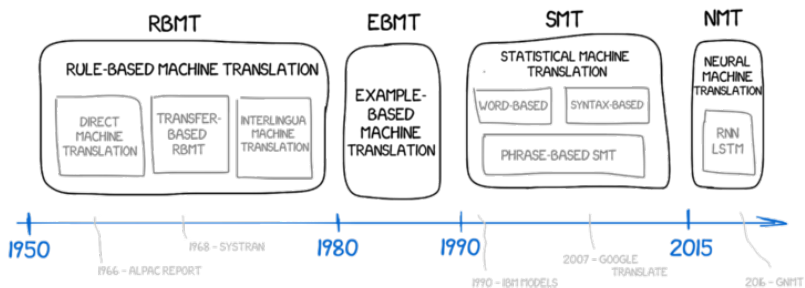 RBMT
EBMT
SMT
NMT
RULE-BASED MACHINE TRANSLATION
DIRECT
MACHINE
TRANSLATION
TRANSFER-
BASED
RBMT
INTERLINGUA
MACHINE
TRANSLATION
EXAMPLE-
BASED
MACHINE
TRANSLATION
STATISTICAL MACHINE
TRANSLATION
WORD-BASED
SYNTAX-BASED
PHRASE-BASED SMT
NEURAL
MACHINE
TRANSLATION
RNN
LSTM
1950
1966 - ALPAC REPORT
1968 - SYSTRAN
1980
1990
1990 - IBM MODELS
2007 - GOOGLE
TRANSLATE
2015
2016 - GNMT